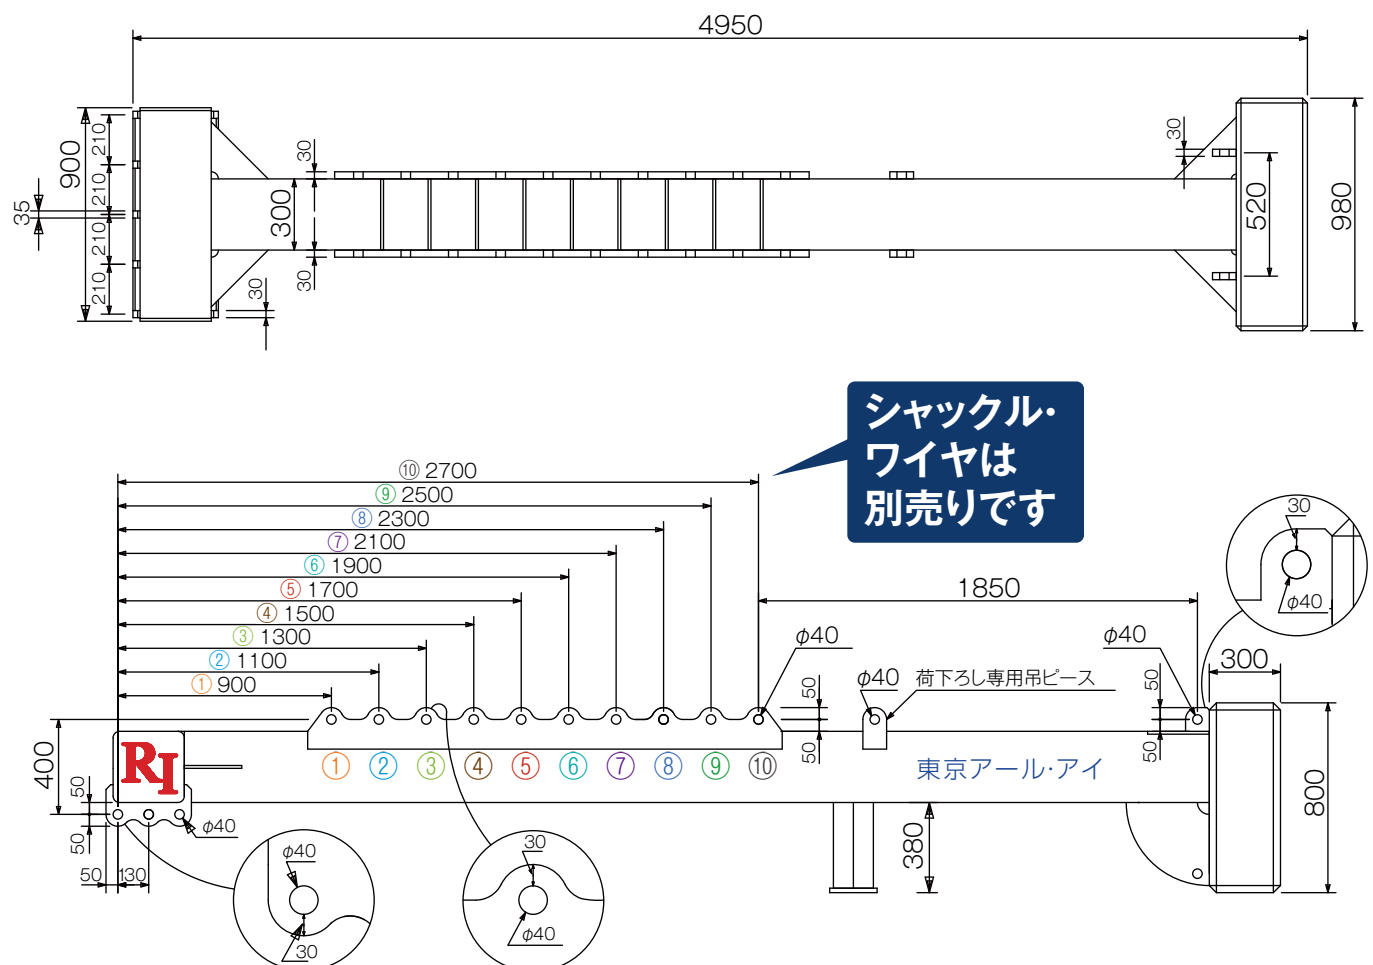 4950
900
210
210
210
210
35
30
300
30
30
30
520
980
シャックル・
ワイヤは
別売りです
⑩ 2700
⑨ 2500
⑧ 2300
⑦ 2100
⑥ 1900
⑤ 1700
④ 1500
③ 1300
② 1100
① 900
1850
30
φ40
φ40
φ40
300
φ40
荷下ろし専用吊ピース
50
50
50
50
400
RI
① ② ③ ④ ⑤ ⑥ ⑦ ⑧ ⑨ ⑩
東京アール・アイ
800
50
50
φ40
50
130
380
φ40
30
30
φ40